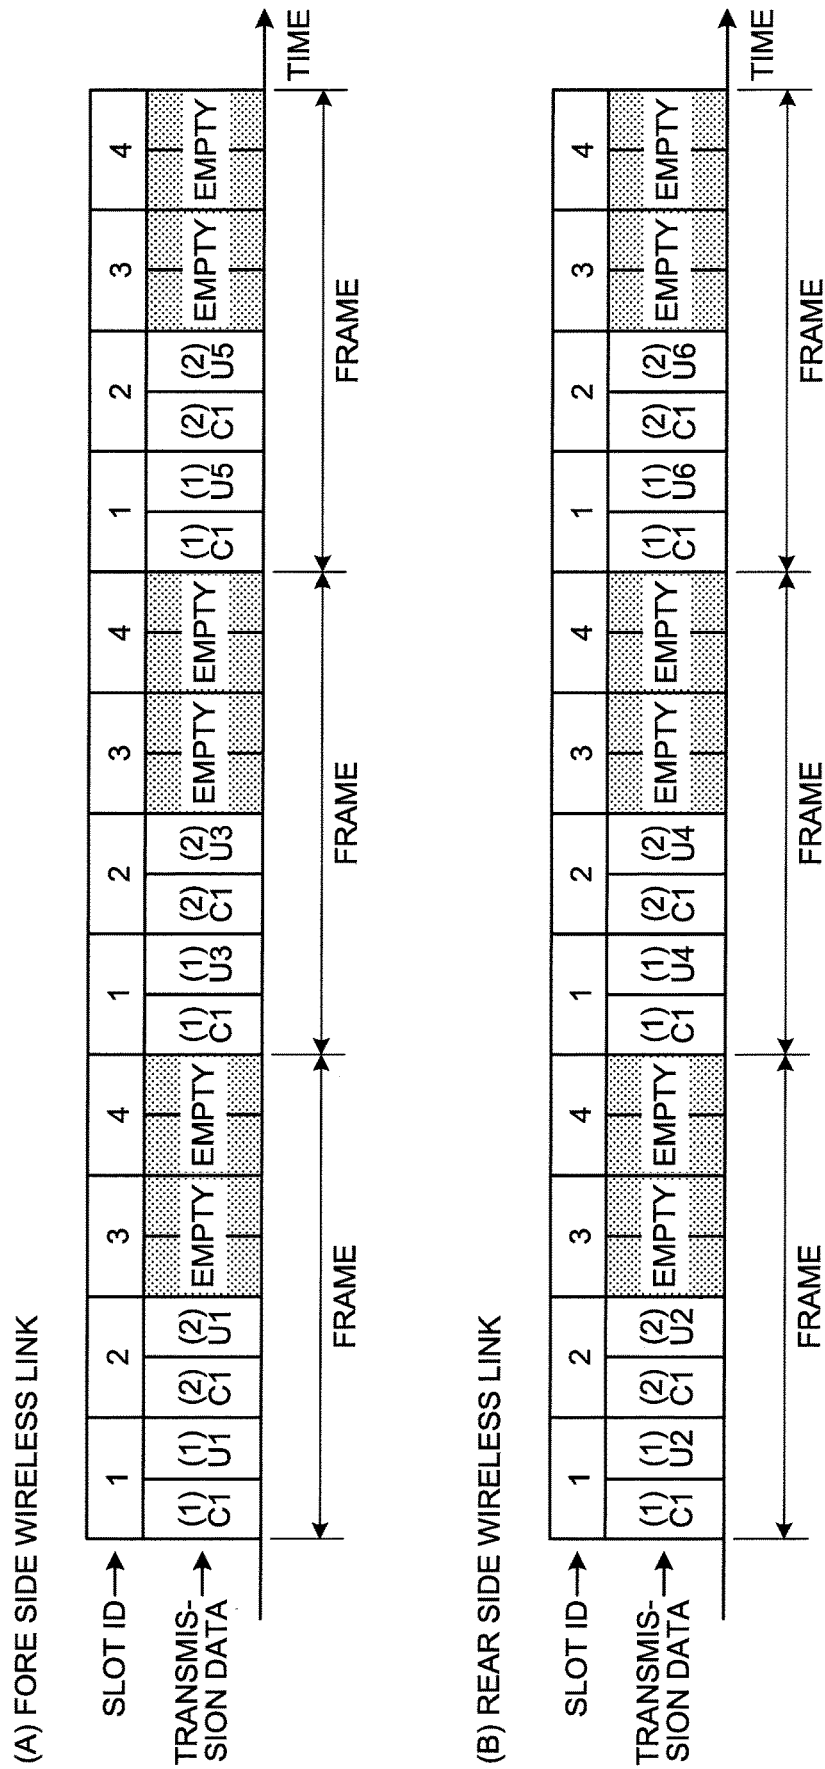 (A) FORE SIDE WIRELESS LINK
SLOT ID 1 2 3 4 1 2 3 4 1 2 3 4
TRANSMIS-
SION DATA
(1) (1) (2) (2) (1) (1) (2) (2) (1) (1) (2) (2)
C1 U1 C1 U1 EMPTY EMPTY C1 U3 C1 U3 EMPTY EMPTY C1 U5 C1 U5 EMPTY EMPTY
TIME
FRAME FRAME FRAME
(B) REAR SIDE WIRELESS LINK
SLOT ID 1 2 3 4 1 2 3 4 1 2 3 4
TRANSMIS-
SION DATA
(1) (1) (2) (2) (1) (1) (2) (2) (1) (1) (2) (2)
C1 U2 C1 U2 EMPTY EMPTY C1 U4 C1 U4 EMPTY EMPTY C1 U6 C1 U6 EMPTY EMPTY
TIME
FRAME FRAME FRAME